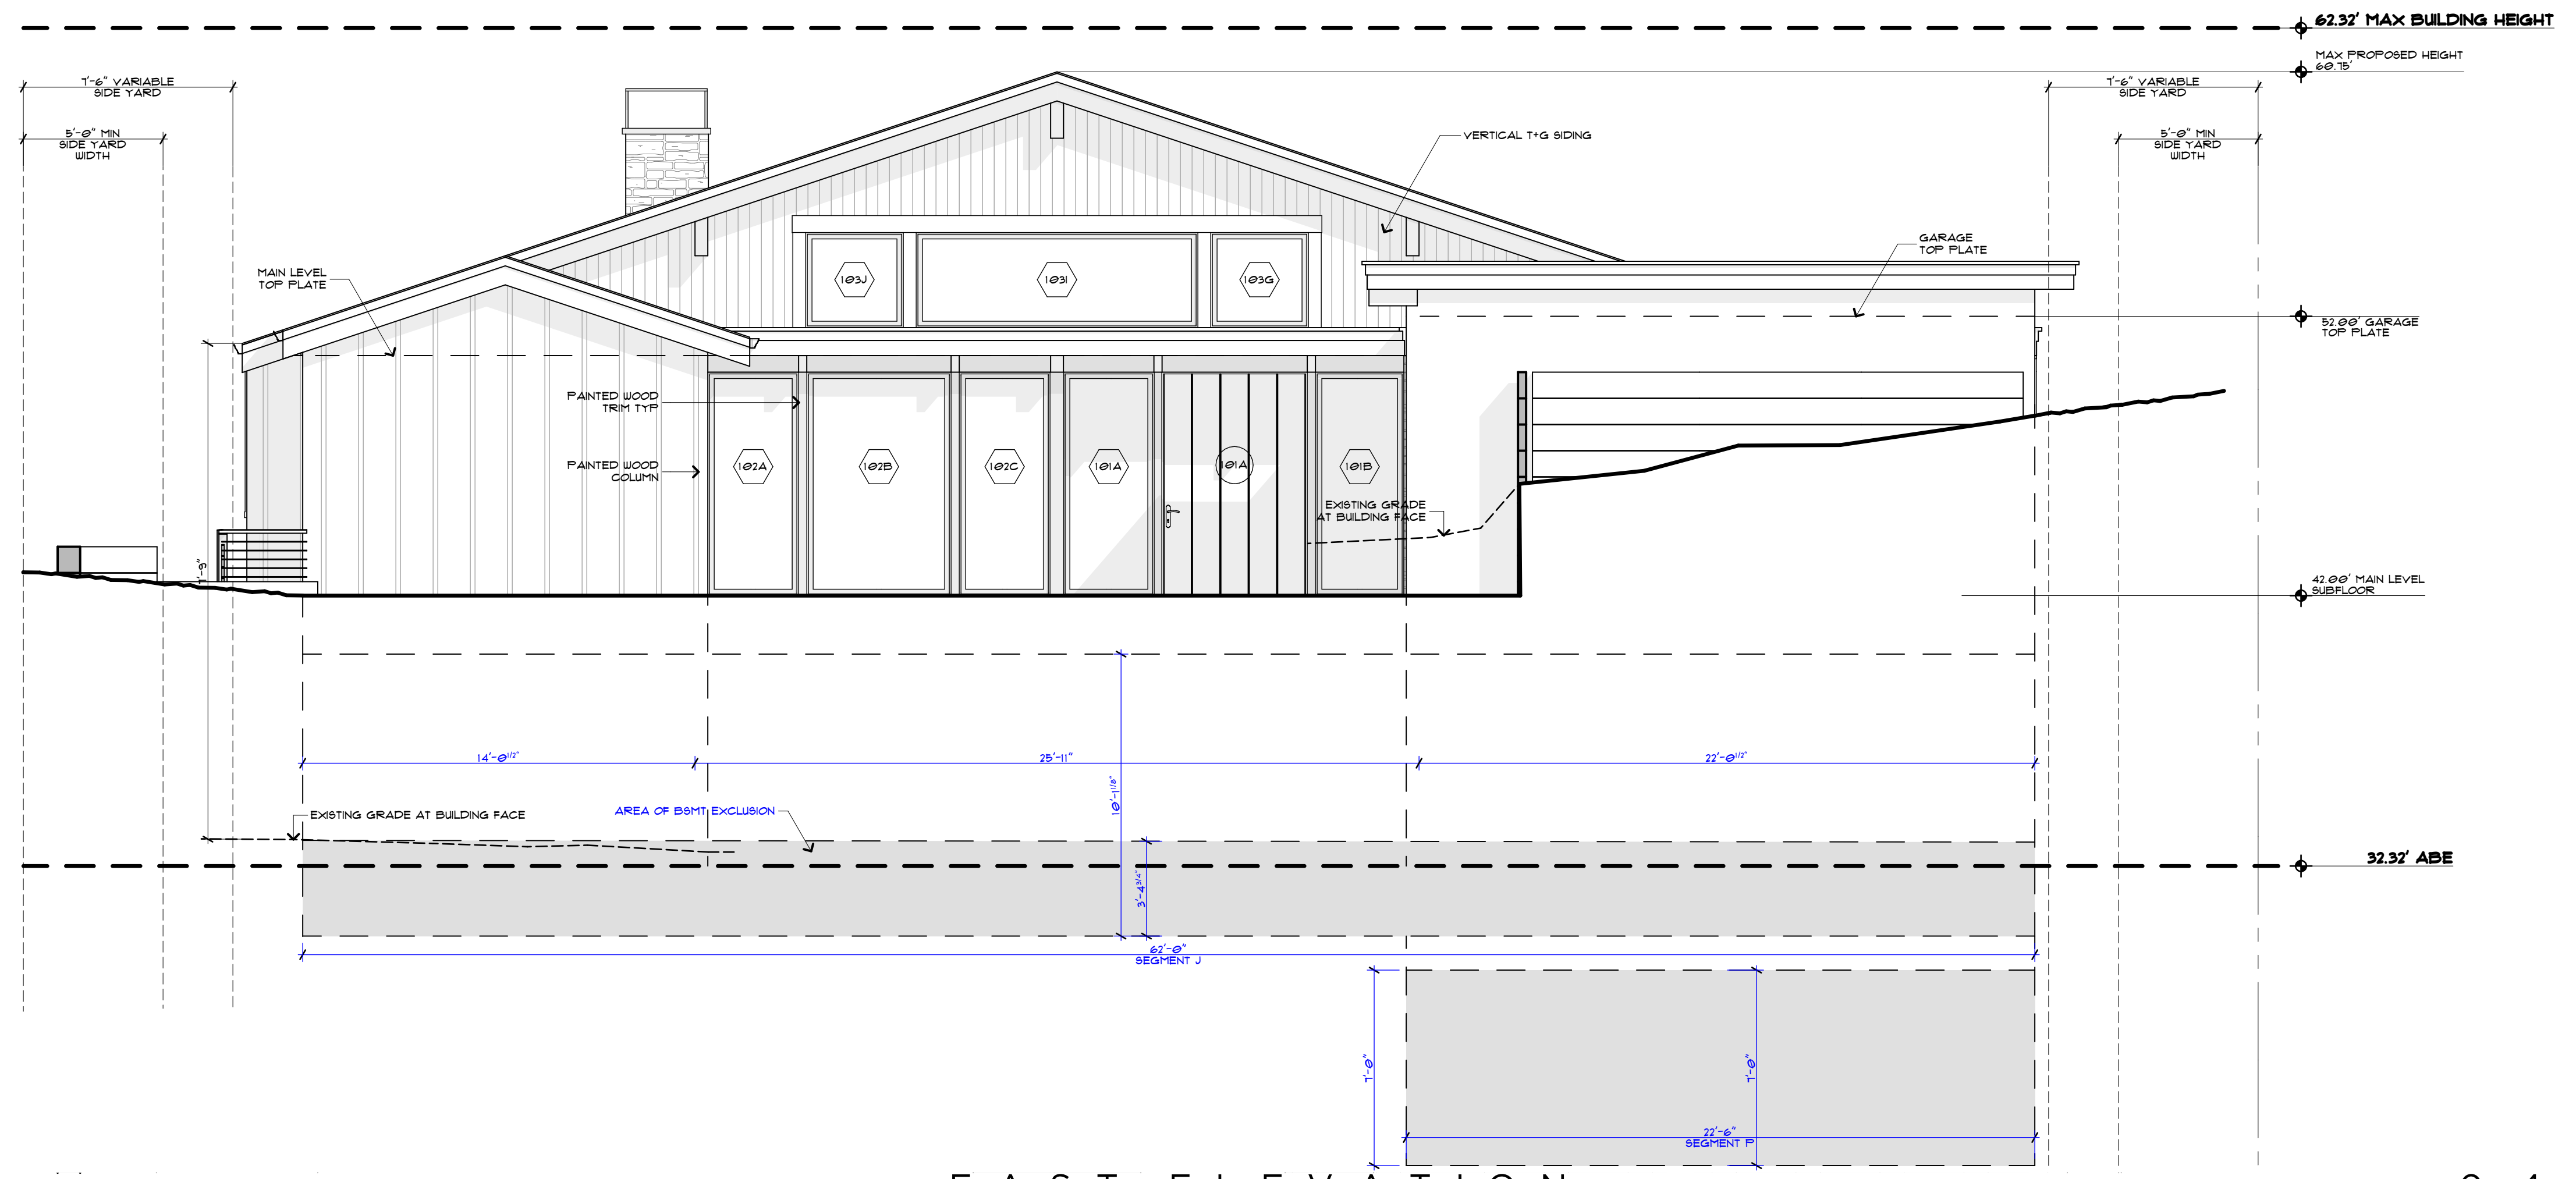 62.32' MAX BUILDING HEIGHT
MAX PROPOSED HEIGHT
60.75'
7'-6" VARIABLE
SIDE YARD
7'-6" VARIABLE
SIDE YARD
5'-0" MIN
SIDE YARD
WIDTH
5'-0" MIN
SIDE YARD
WIDTH
VERTICAL T+G SIDING
GARAGE
TOP PLATE
MAIN LEVEL
TOP PLATE
103J
103I
103G
52.00' GARAGE
TOP PLATE
PAINTED WOOD
TRIM TYP
PAINTED WOOD
COLUMN
102A
102B
102C
101A
101A
101B
EXISTING GRADE
AT BUILDING FACE
42.00' MAIN LEVEL
SUBFLOOR
14'-0 1/2"
25'-11"
22'-0 1/2"
10'-1 1/8"
EXISTING GRADE AT BUILDING FACE
AREA OF BSMT EXCLUSION
32.32' ABE
3'-4 3/4"
62'-0"
SEGMENT J
7'-0"
7'-0"
22'-6"
SEGMENT P
EAST ELEVATION